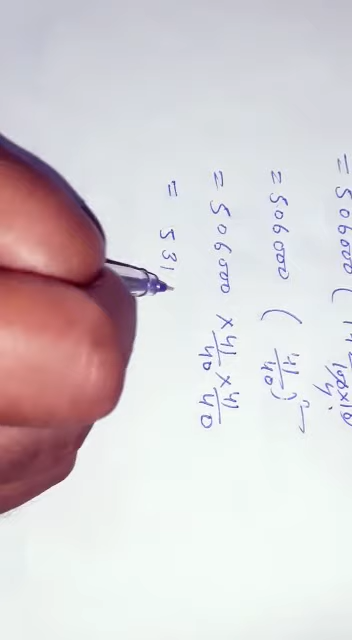 = 506000 (1+
= 506000 (41/40)²
= 506000 × 41/40 × 41/40
= 531